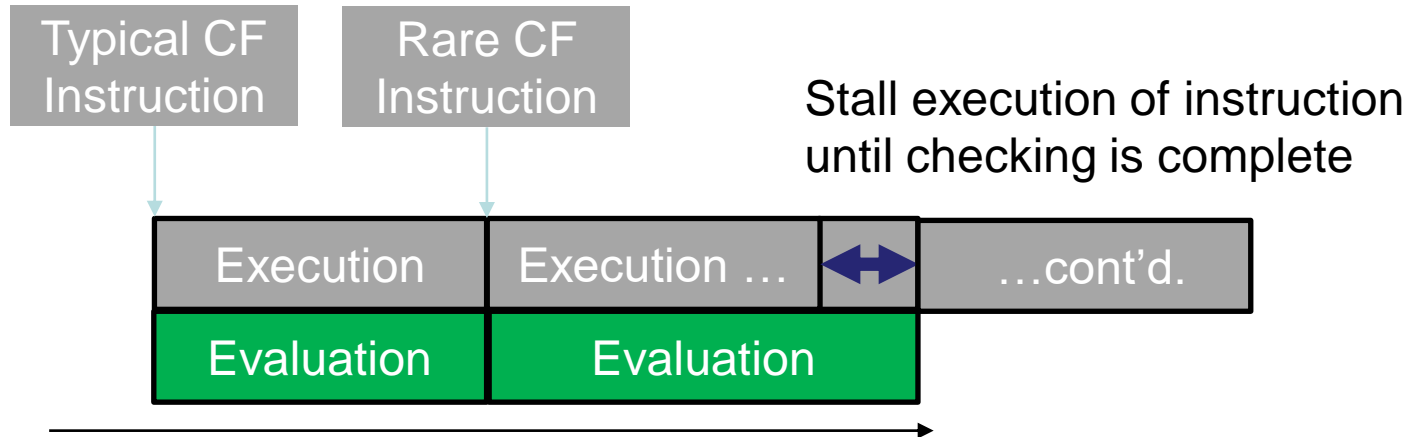 Typical CF
Instruction
Rare CF
Instruction
Stall execution of instruction
until checking is complete
Execution
Execution …
…cont’d.
Evaluation
Evaluation